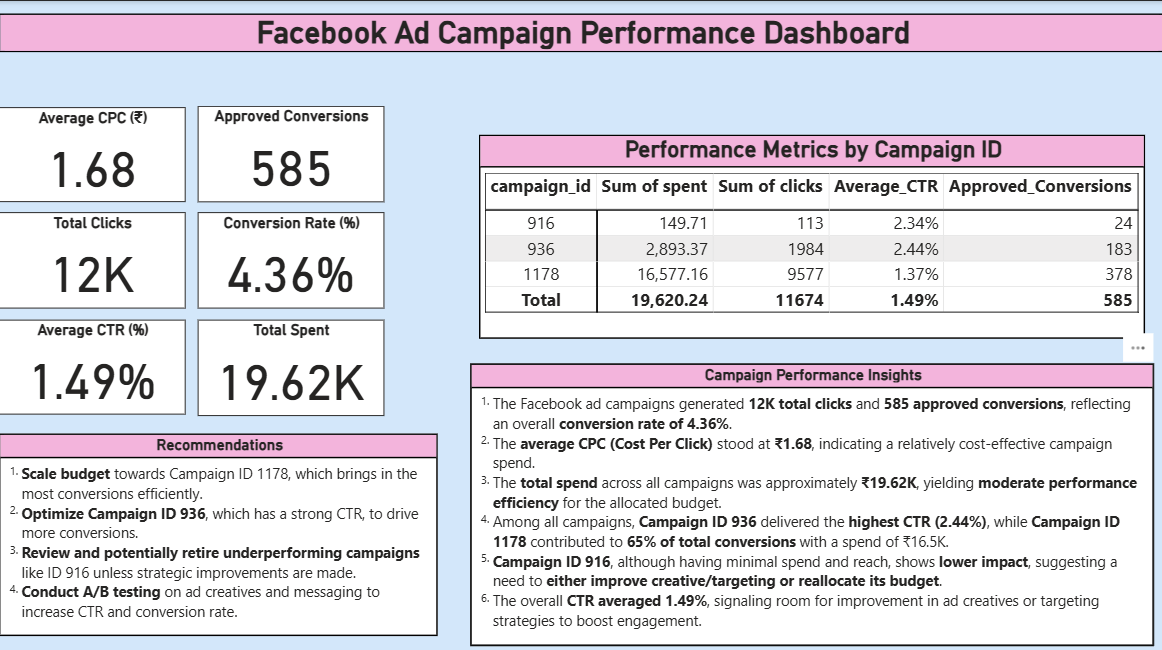 Facebook Ad Campaign Performance Dashboard
Average CPC (₹)
1.68
Approved Conversions
585
Total Clicks
12K
Conversion Rate (%)
4.36%
Average CTR (%)
1.49%
Total Spent
19.62K
Performance Metrics by Campaign ID
campaign_id Sum of spent Sum of clicks Average_CTR Approved_Conversions
916 149.71 113 2.34% 24
936 2,893.37 1984 2.44% 183
1178 16,577.16 9577 1.37% 378
Total 19,620.24 11674 1.49% 585
Recommendations
1. Scale budget towards Campaign ID 1178, which brings in the
most conversions efficiently.
2. Optimize Campaign ID 936, which has a strong CTR, to drive
more conversions.
3. Review and potentially retire underperforming campaigns
like ID 916 unless strategic improvements are made.
4. Conduct A/B testing on ad creatives and messaging to
increase CTR and conversion rate.
Campaign Performance Insights
1. The Facebook ad campaigns generated 12K total clicks and 585 approved conversions, reflecting
an overall conversion rate of 4.36%.
2. The average CPC (Cost Per Click) stood at ₹1.68, indicating a relatively cost-effective campaign
spend.
3. The total spend across all campaigns was approximately ₹19.62K, yielding moderate performance
efficiency for the allocated budget.
4. Among all campaigns, Campaign ID 936 delivered the highest CTR (2.44%), while Campaign ID
1178 contributed to 65% of total conversions with a spend of ₹16.5K.
5. Campaign ID 916, although having minimal spend and reach, shows lower impact, suggesting a
need to either improve creative/targeting or reallocate its budget.
6. The overall CTR averaged 1.49%, signaling room for improvement in ad creatives or targeting
strategies to boost engagement.